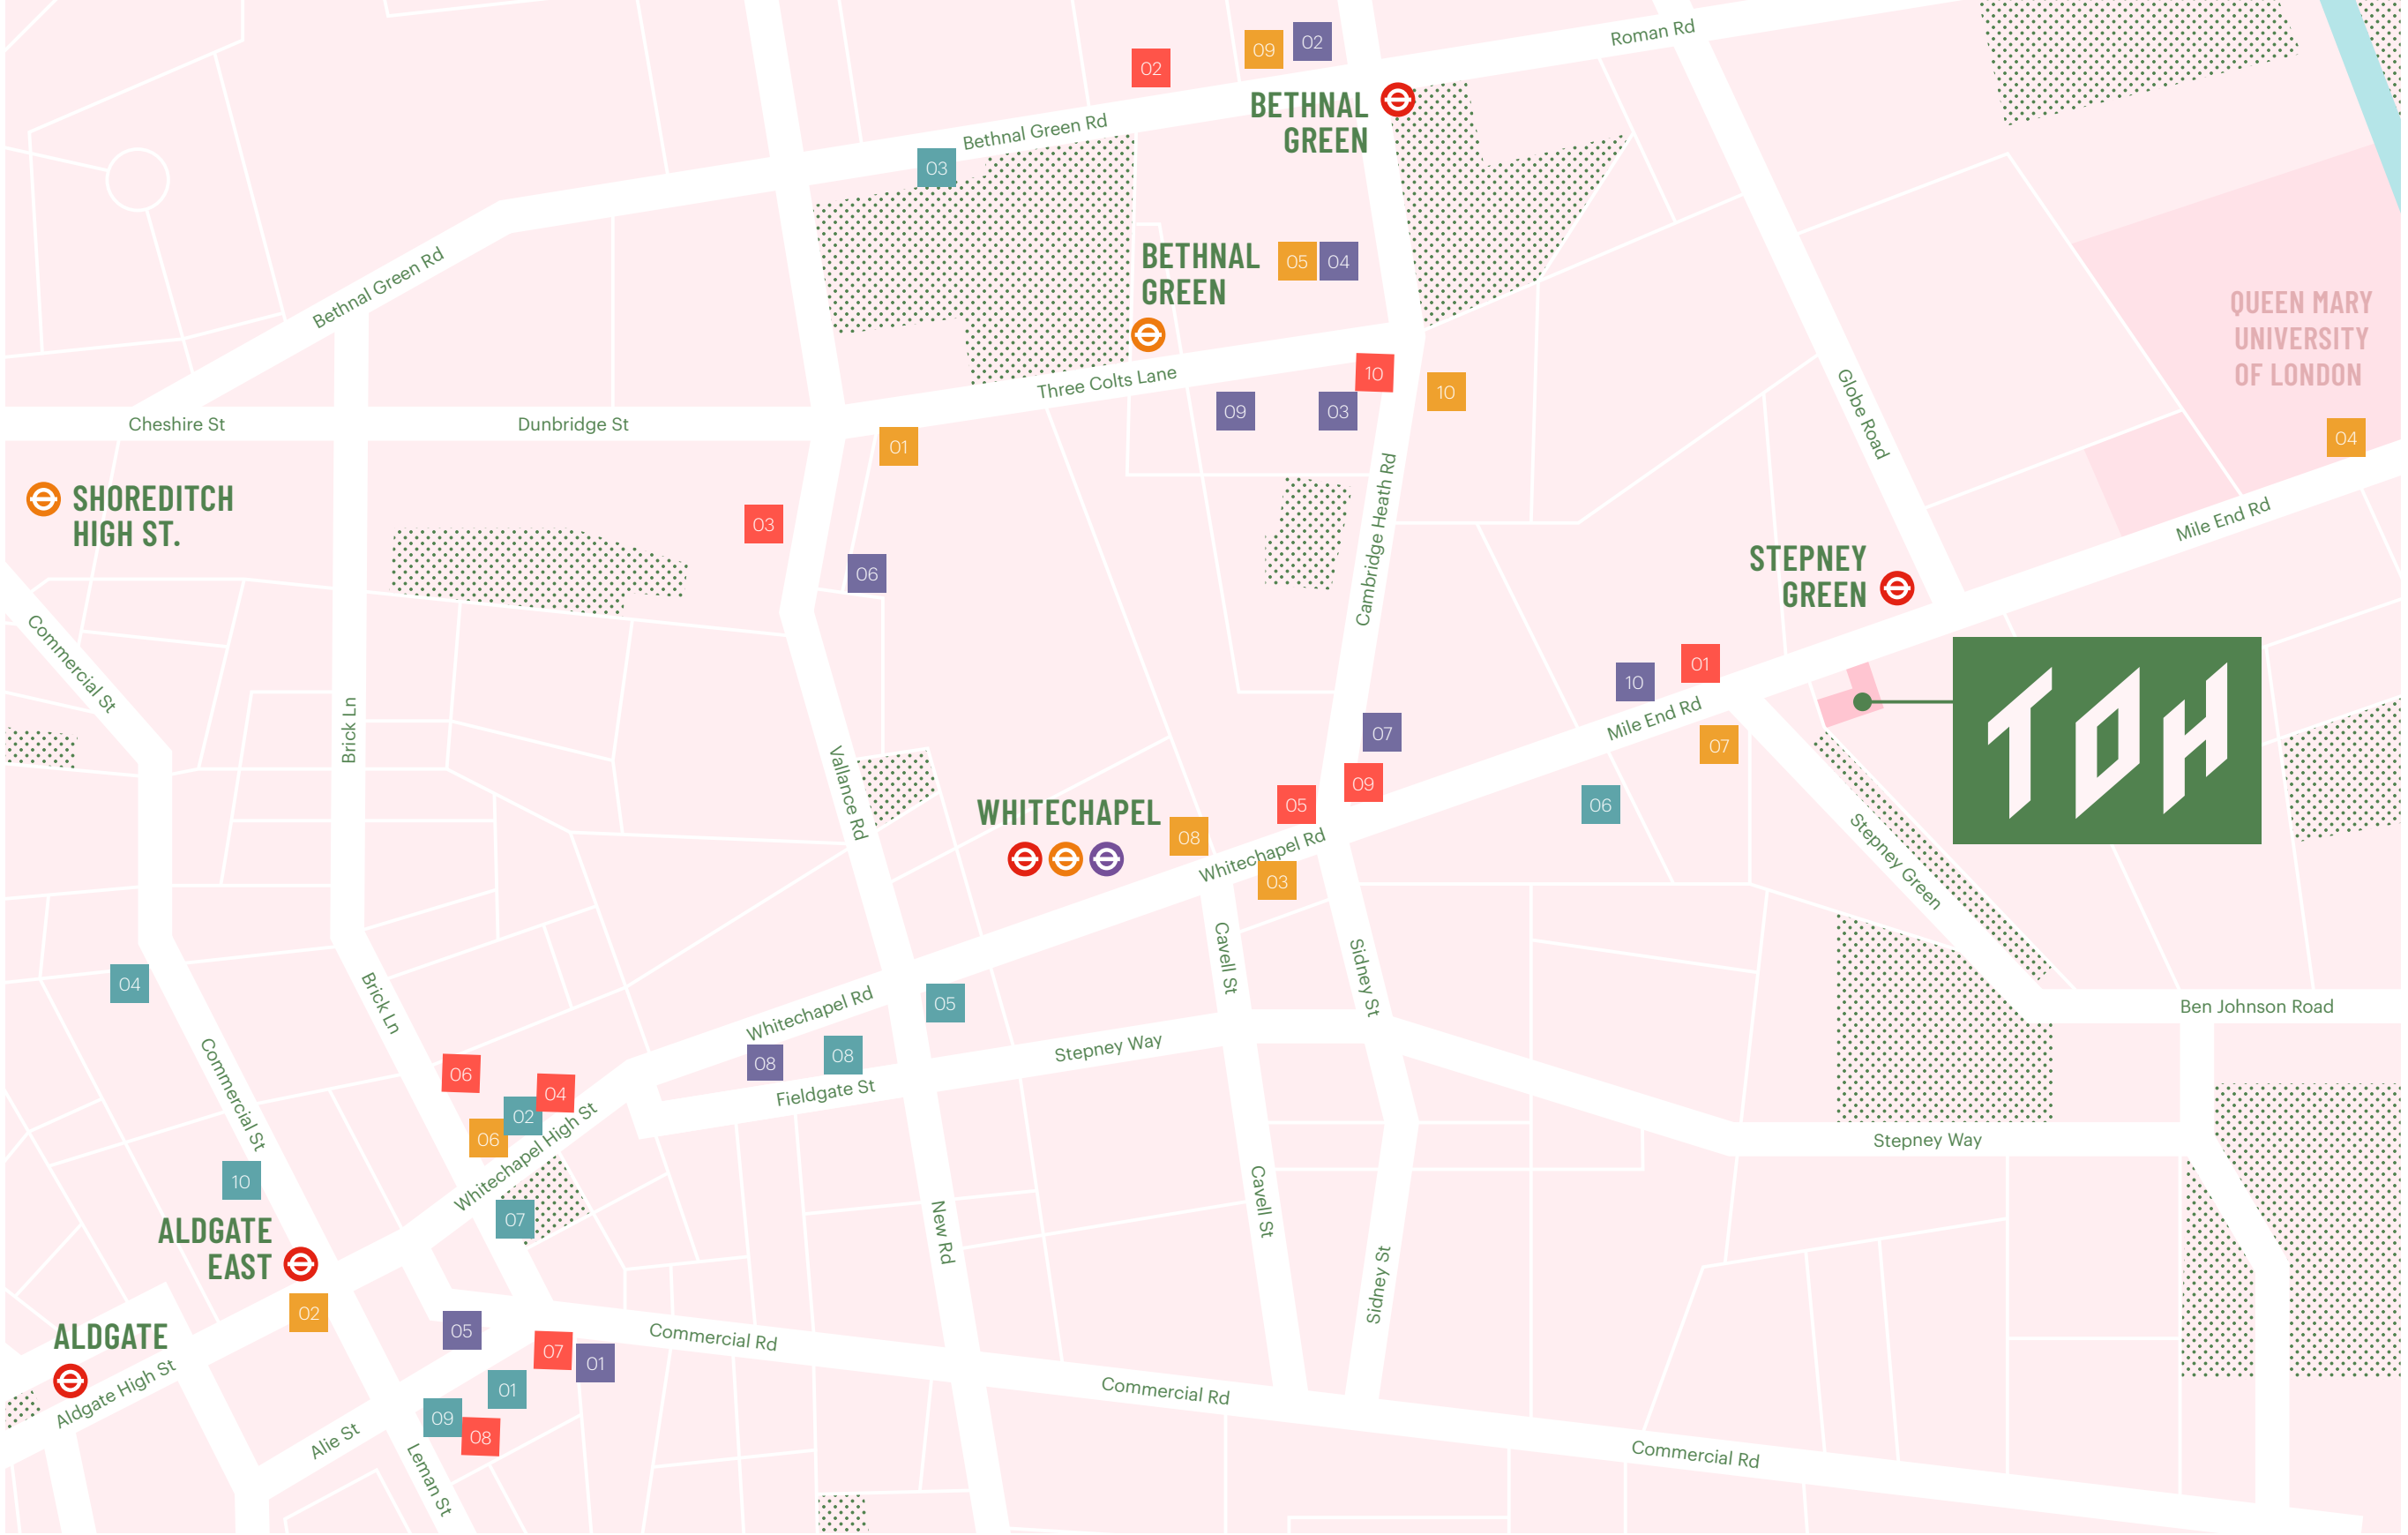 Roman Rd
09
02
02
BETHNAL
GREEN
Bethnal Green Rd
03
BETHNAL
GREEN
05
04
Bethnal Green Rd
QUEEN MARY
UNIVERSITY
OF LONDON
Three Colts Lane
10
10
09
03
Globe Road
Cheshire St
Dunbridge St
01
04
SHOREDITCH
HIGH ST.
03
06
Cambridge Heath Rd
Mile End Rd
STEPNEY
GREEN
Commercial St
Brick Ln
10
01
Mile End Rd
07
07
TOH
Vallance Rd
WHITECHAPEL
08
05
09
06
Whitechapel Rd
03
Stepney Green
Cavell St
Sidney St
04
Brick Ln
Whitechapel Rd
05
Ben Johnson Road
Commercial St
08
08
Stepney Way
Fieldgate St
06
04
02
06
Whitechapel High St
Stepney Way
10
07
New Rd
Cavell St
Sidney St
ALDGATE
EAST
02
05
07
01
Commercial Rd
ALDGATE
Aldgate High St
01
09
08
Commercial Rd
Alie St
Leman St
Commercial Rd